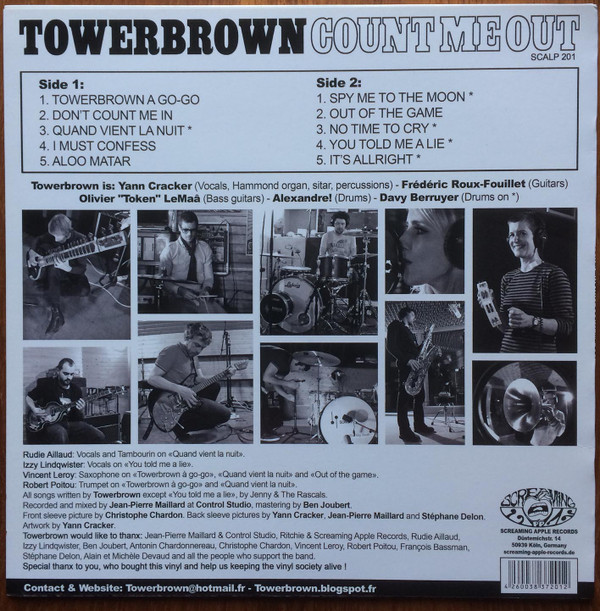 TOWERBROWN COUNT ME OUT
SCALP 201
Side 1:
1. TOWERBROWN A GO-GO
2. DON'T COUNT ME IN
3. QUAND VIENT LA NUIT *
4. I MUST CONFESS
5. ALOO MATAR
Side 2:
1. SPY ME TO THE MOON *
2. OUT OF THE GAME
3. NO TIME TO CRY *
4. YOU TOLD ME A LIE *
5. IT'S ALLRIGHT *
Towerbrown is: Yann Cracker (Vocals, Hammond organ, sitar, percussions) - Frédéric Roux-Fouillet (Guitars)
Olivier "Token" LeMaâ (Bass guitars) - Alexandre! (Drums) - Davy Berruyer (Drums on *)
Rudie Aillaud: Vocals and Tambourin on «Quand vient la nuit».
Izzy Lindqwister: Vocals on «You told me a lie».
Vincent Leroy: Saxophone on «Towerbrown à go-go», «Quand vient la nuit» and «Out of the game».
Robert Poitou: Trumpet on «Towerbrown à go-go» and «Quand vient la nuit».
All songs written by Towerbrown except «You told me a lie», by Jenny & The Rascals.
Recorded and mixed by Jean-Pierre Maillard at Control Studio, mastering by Ben Joubert.
Front sleeve picture by Christophe Chardon. Back sleeve pictures by Yann Cracker, Jean-Pierre Maillard and Stéphane Delon.
Artwork by Yann Cracker.
Towerbrown would like to thanx: Jean-Pierre Maillard & Control Studio, Ritchie & Screaming Apple Records, Rudie Aillaud,
Izzy Lindqwister, Ben Joubert, Antonin Chardonnereau, Christophe Chardon, Vincent Leroy, Robert Poitou, François Bassman,
Stéphane Delon, Alain et Michèle Devaud and all the people who support the band.
Special thanx to you, who bought this vinyl and help us keeping the vinyl society alive !
SCREAMING
APPLE
SCREAMING APPLE RECORDS
Düstemichstr. 14
50939 Köln, Germany
screaming-apple-records.de
4 260038 372012
Contact & Website: Towerbrown@hotmail.fr - Towerbrown.blogspot.fr